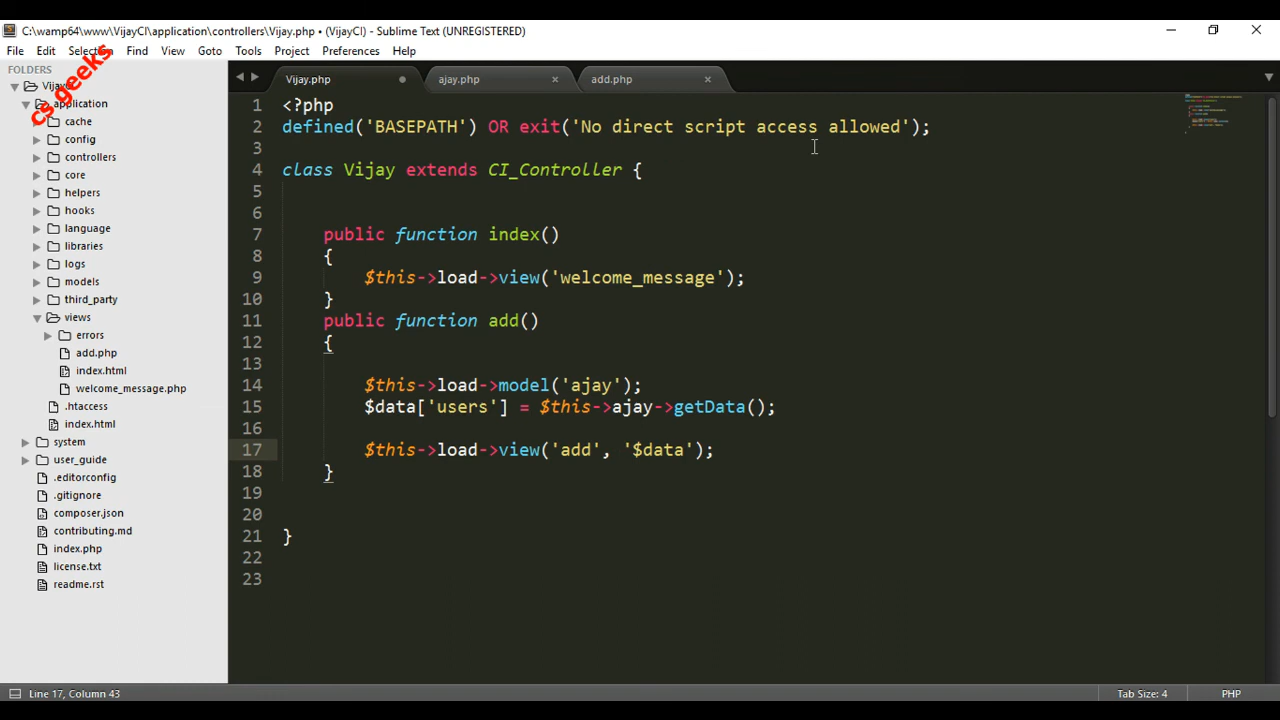 C:\wamp64\www\VijayCI\application\controllers\Vijay.php • (VijayCI) - Sublime Text (UNREGISTERED)
File Edit Selection Find View Goto Tools Project Preferences Help
FOLDERS
VijayCI
application
cache
config
controllers
core
helpers
hooks
language
libraries
logs
models
third_party
views
errors
add.php
index.html
welcome_message.php
.htaccess
index.html
system
user_guide
.editorconfig
.gitignore
composer.json
contributing.md
index.php
license.txt
readme.rst
cs geeks
Vijay.php ajay.php add.php
1 <?php
2 defined('BASEPATH') OR exit('No direct script access allowed');
3
4 class Vijay extends CI_Controller {
5
6
7 public function index()
8 {
9 $this->load->view('welcome_message');
10 }
11 public function add()
12 {
13
14 $this->load->model('ajay');
15 $data['users'] = $this->ajay->getData();
16
17 $this->load->view('add', '$data');
18 }
19
20
21 }
22
23
Line 17, Column 43 Tab Size: 4 PHP